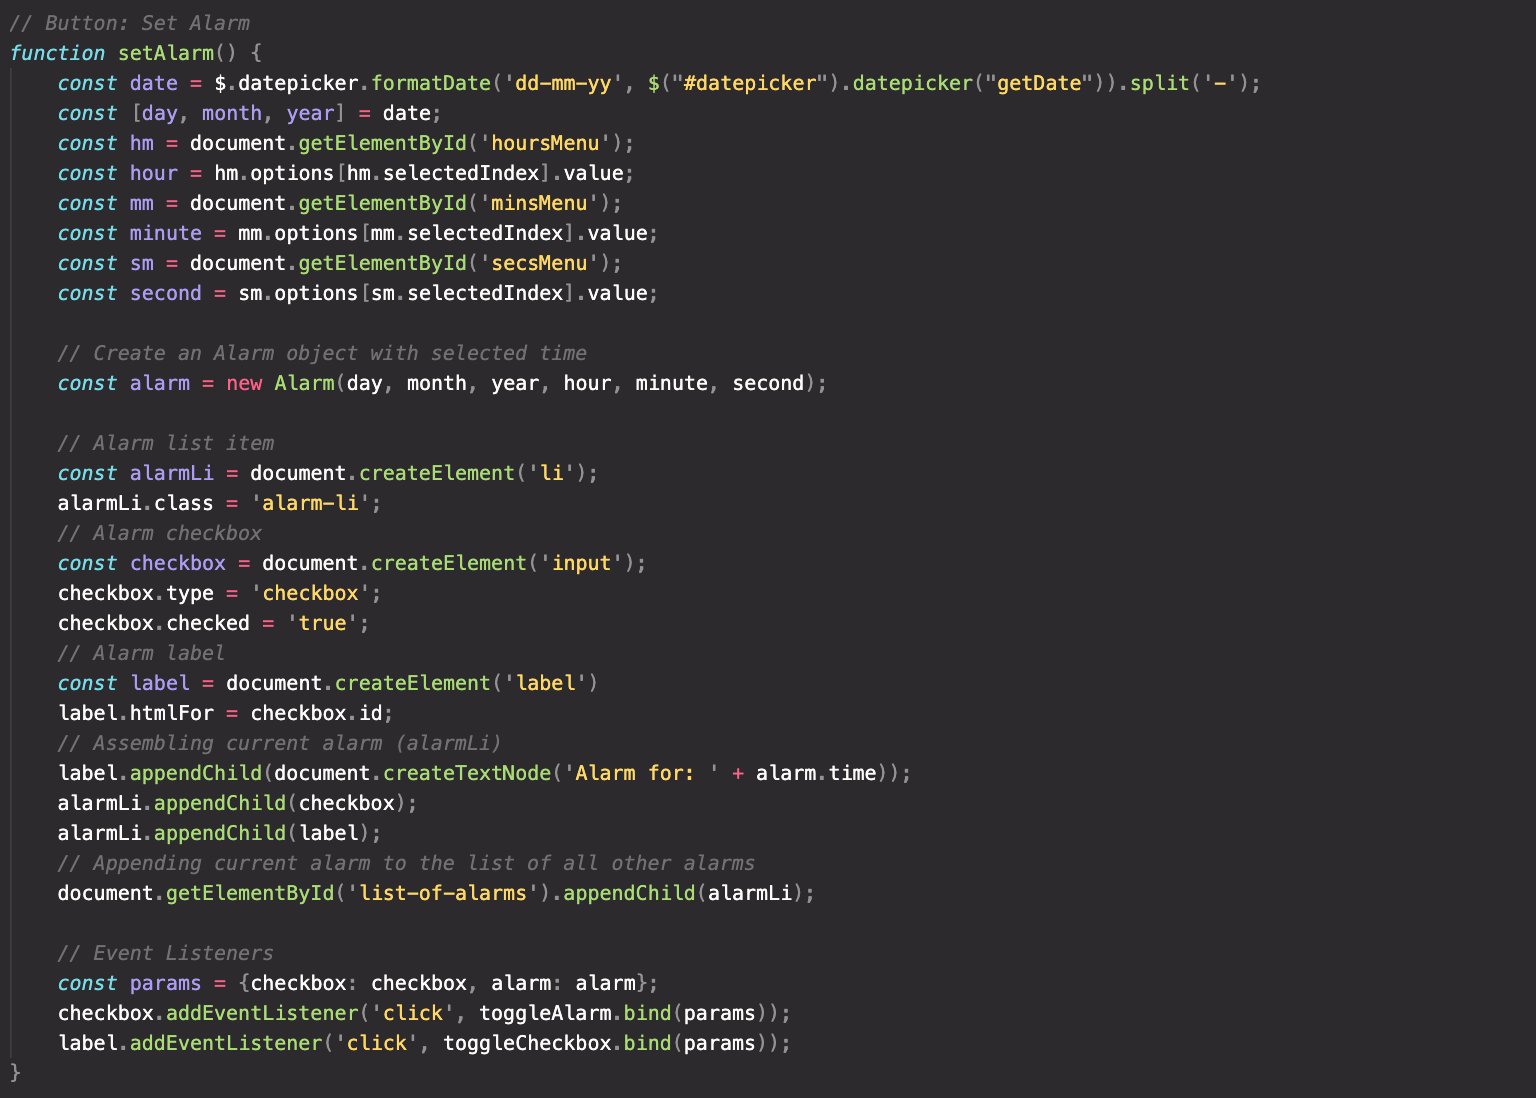 // Button: Set Alarm
function setAlarm() {
    const date = $.datepicker.formatDate('dd-mm-yy', $("#datepicker").datepicker("getDate")).split('-');
    const [day, month, year] = date;
    const hm = document.getElementById('hoursMenu');
    const hour = hm.options[hm.selectedIndex].value;
    const mm = document.getElementById('minsMenu');
    const minute = mm.options[mm.selectedIndex].value;
    const sm = document.getElementById('secsMenu');
    const second = sm.options[sm.selectedIndex].value;

    // Create an Alarm object with selected time
    const alarm = new Alarm(day, month, year, hour, minute, second);

    // Alarm list item
    const alarmLi = document.createElement('li');
    alarmLi.class = 'alarm-li';
    // Alarm checkbox
    const checkbox = document.createElement('input');
    checkbox.type = 'checkbox';
    checkbox.checked = 'true';
    // Alarm label
    const label = document.createElement('label')
    label.htmlFor = checkbox.id;
    // Assembling current alarm (alarmLi)
    label.appendChild(document.createTextNode('Alarm for: ' + alarm.time));
    alarmLi.appendChild(checkbox);
    alarmLi.appendChild(label);
    // Appending current alarm to the list of all other alarms
    document.getElementById('list-of-alarms').appendChild(alarmLi);

    // Event Listeners
    const params = {checkbox: checkbox, alarm: alarm};
    checkbox.addEventListener('click', toggleAlarm.bind(params));
    label.addEventListener('click', toggleCheckbox.bind(params));
}